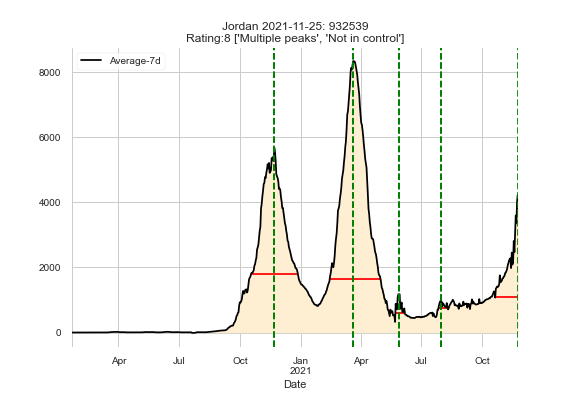 Jordan 2021-11-25: 932539
Rating:8 ['Multiple peaks', 'Not in control']
Average-7d
8000
6000
4000
2000
0
Apr
Jul
Oct
Jan
2021
Apr
Jul
Oct
Date